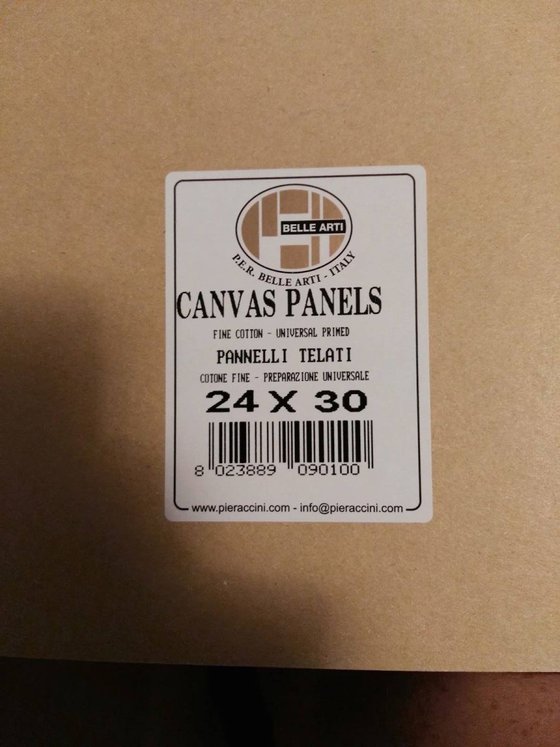 BELLE ARTI
P.E.R. BELLE ARTI - ITALY
CANVAS PANELS
FINE COTTON - UNIVERSAL PRIMED
PANNELLI TELATI
COTONE FINE - PREPARAZIONE UNIVERSALE
24 X 30
8 023889 090100
www.pieraccini.com - info@pieraccini.com